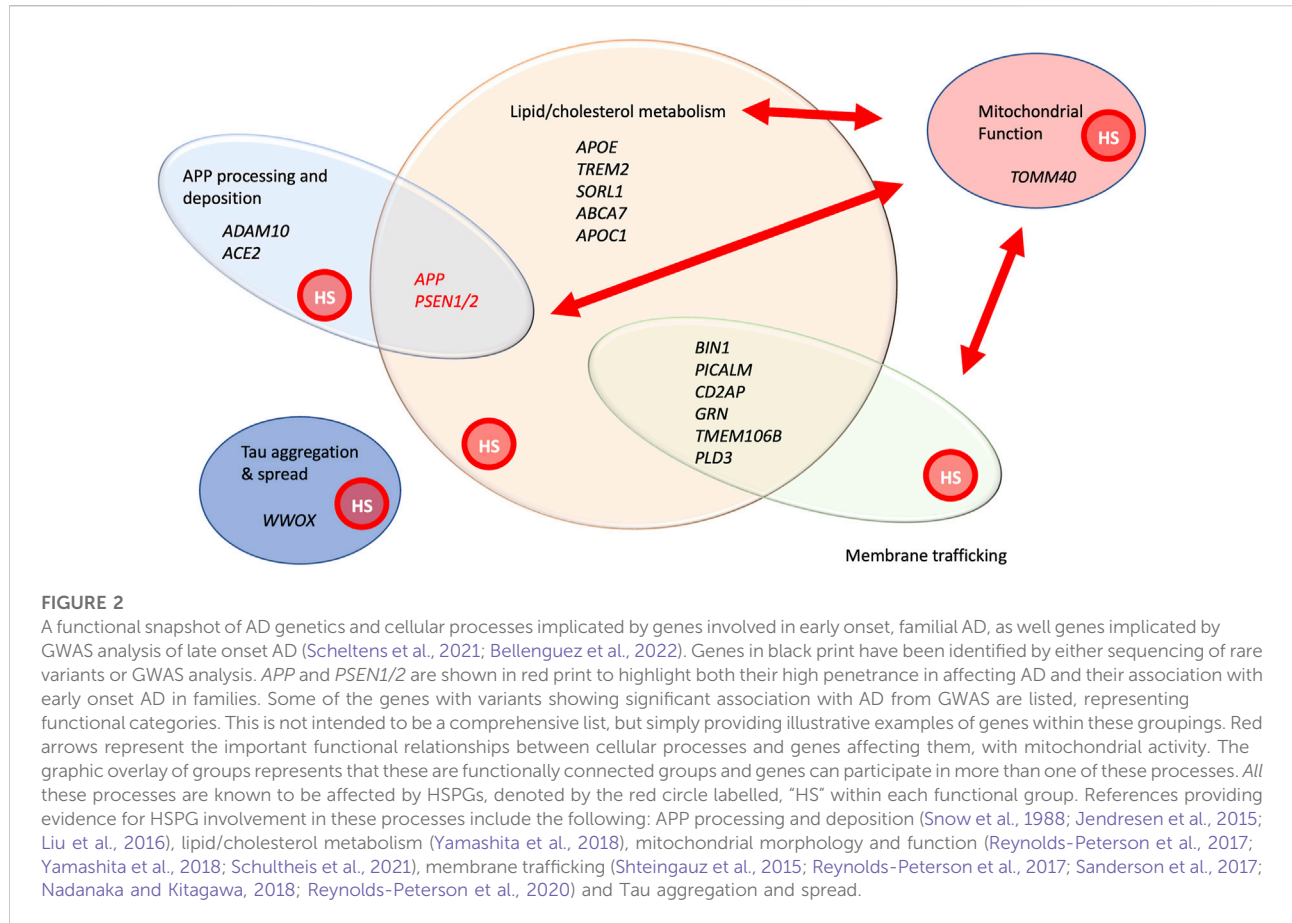 Lipid/cholesterol metabolism
APOE
TREM2
SORL1
ABCA7
APOC1
Mitochondrial
Function
HS
TOMM40
APP processing and
deposition
ADAM10
ACE2
HS
APP
PSEN1/2
BIN1
PICALM
CD2AP
GRN
TMEM106B
PLD3
HS
HS
Tau aggregation
& spread
HS
WWOX
Membrane trafficking
FIGURE 2
A functional snapshot of AD genetics and cellular processes implicated by genes involved in early onset, familial AD, as well genes implicated by
GWAS analysis of late onset AD (Scheltens et al., 2021; Bellenguez et al., 2022). Genes in black print have been identified by either sequencing of rare
variants or GWAS analysis. APP and PSEN1/2 are shown in red print to highlight both their high penetrance in affecting AD and their association with
early onset AD in families. Some of the genes with variants showing significant association with AD from GWAS are listed, representing
functional categories. This is not intended to be a comprehensive list, but simply providing illustrative examples of genes within these groupings. Red
arrows represent the important functional relationships between cellular processes and genes affecting them, with mitochondrial activity. The
graphic overlay of groups represents that these are functionally connected groups and genes can participate in more than one of these processes. All
these processes are known to be affected by HSPGs, denoted by the red circle labelled, “HS” within each functional group. References providing
evidence for HSPG involvement in these processes include the following: APP processing and deposition (Snow et al., 1988; Jendresen et al., 2015;
Liu et al., 2016), lipid/cholesterol metabolism (Yamashita et al., 2018), mitochondrial morphology and function (Reynolds-Peterson et al., 2017;
Yamashita et al., 2018; Schultheis et al., 2021), membrane trafficking (Shteingauz et al., 2015; Reynolds-Peterson et al., 2017; Sanderson et al., 2017;
Nadanaka and Kitagawa, 2018; Reynolds-Peterson et al., 2020) and Tau aggregation and spread.